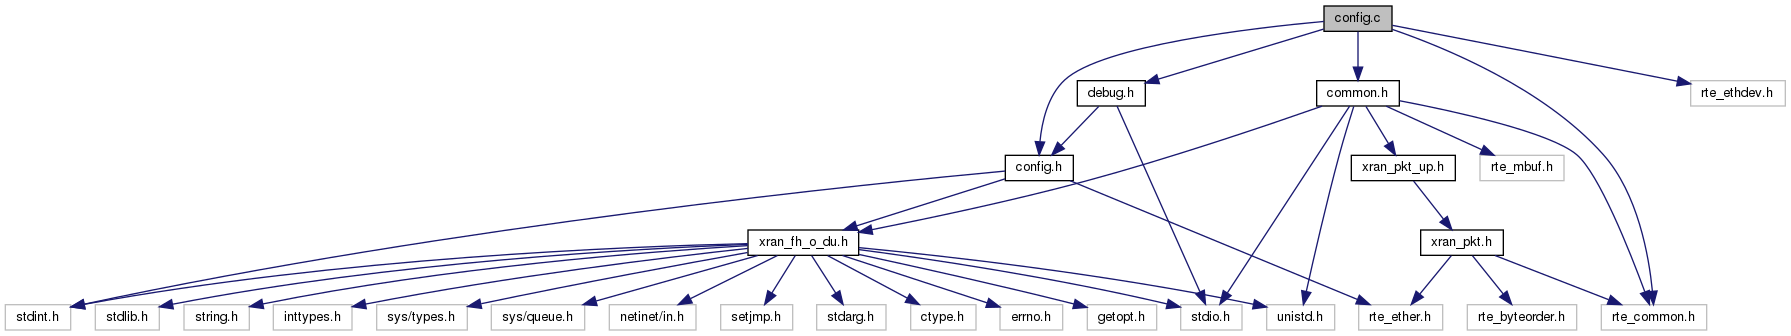 config.c
debug.h
common.h
rte_ethdev.h
config.h
xran_pkt_up.h
rte_mbuf.h
xran_fh_o_du.h
xran_pkt.h
stdint.h
stdlib.h
string.h
inttypes.h
sys/types.h
sys/queue.h
netinet/in.h
setjmp.h
stdarg.h
ctype.h
errno.h
getopt.h
stdio.h
unistd.h
rte_ether.h
rte_byteorder.h
rte_common.h